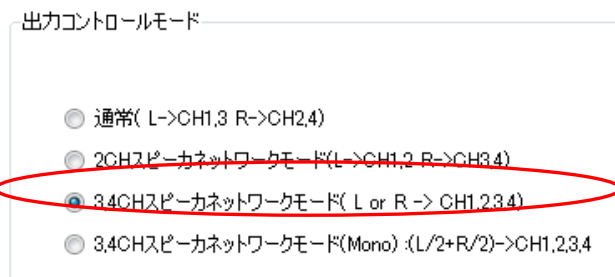 出力コントロールモード
通常( L->CH1,3 R->CH2,4)
2CHスピーカネットワークモード(L->CH1,2 R->CH3,4)
3,4CHスピーカネットワークモード( L or R -> CH1,2,3,4)
3,4CHスピーカネットワークモード(Mono) :(L/2+R/2)->CH1,2,3,4